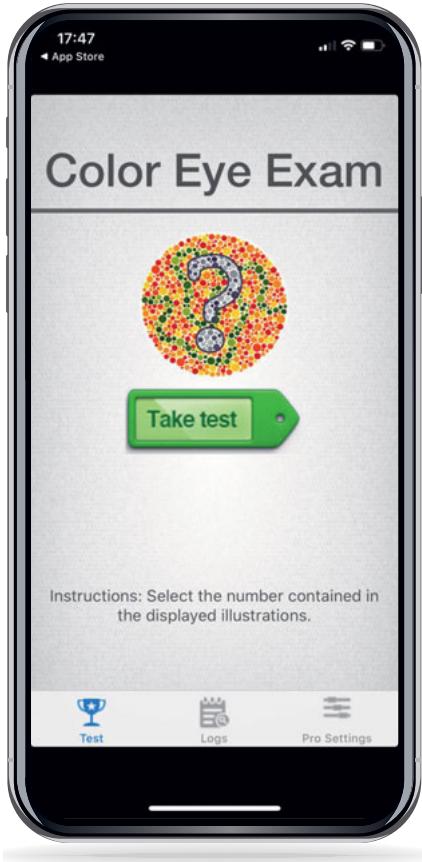 17:47
◀ App Store
Color Eye Exam
?
Take test
Instructions: Select the number contained in
the displayed illustrations.
Test
Logs
Pro Settings